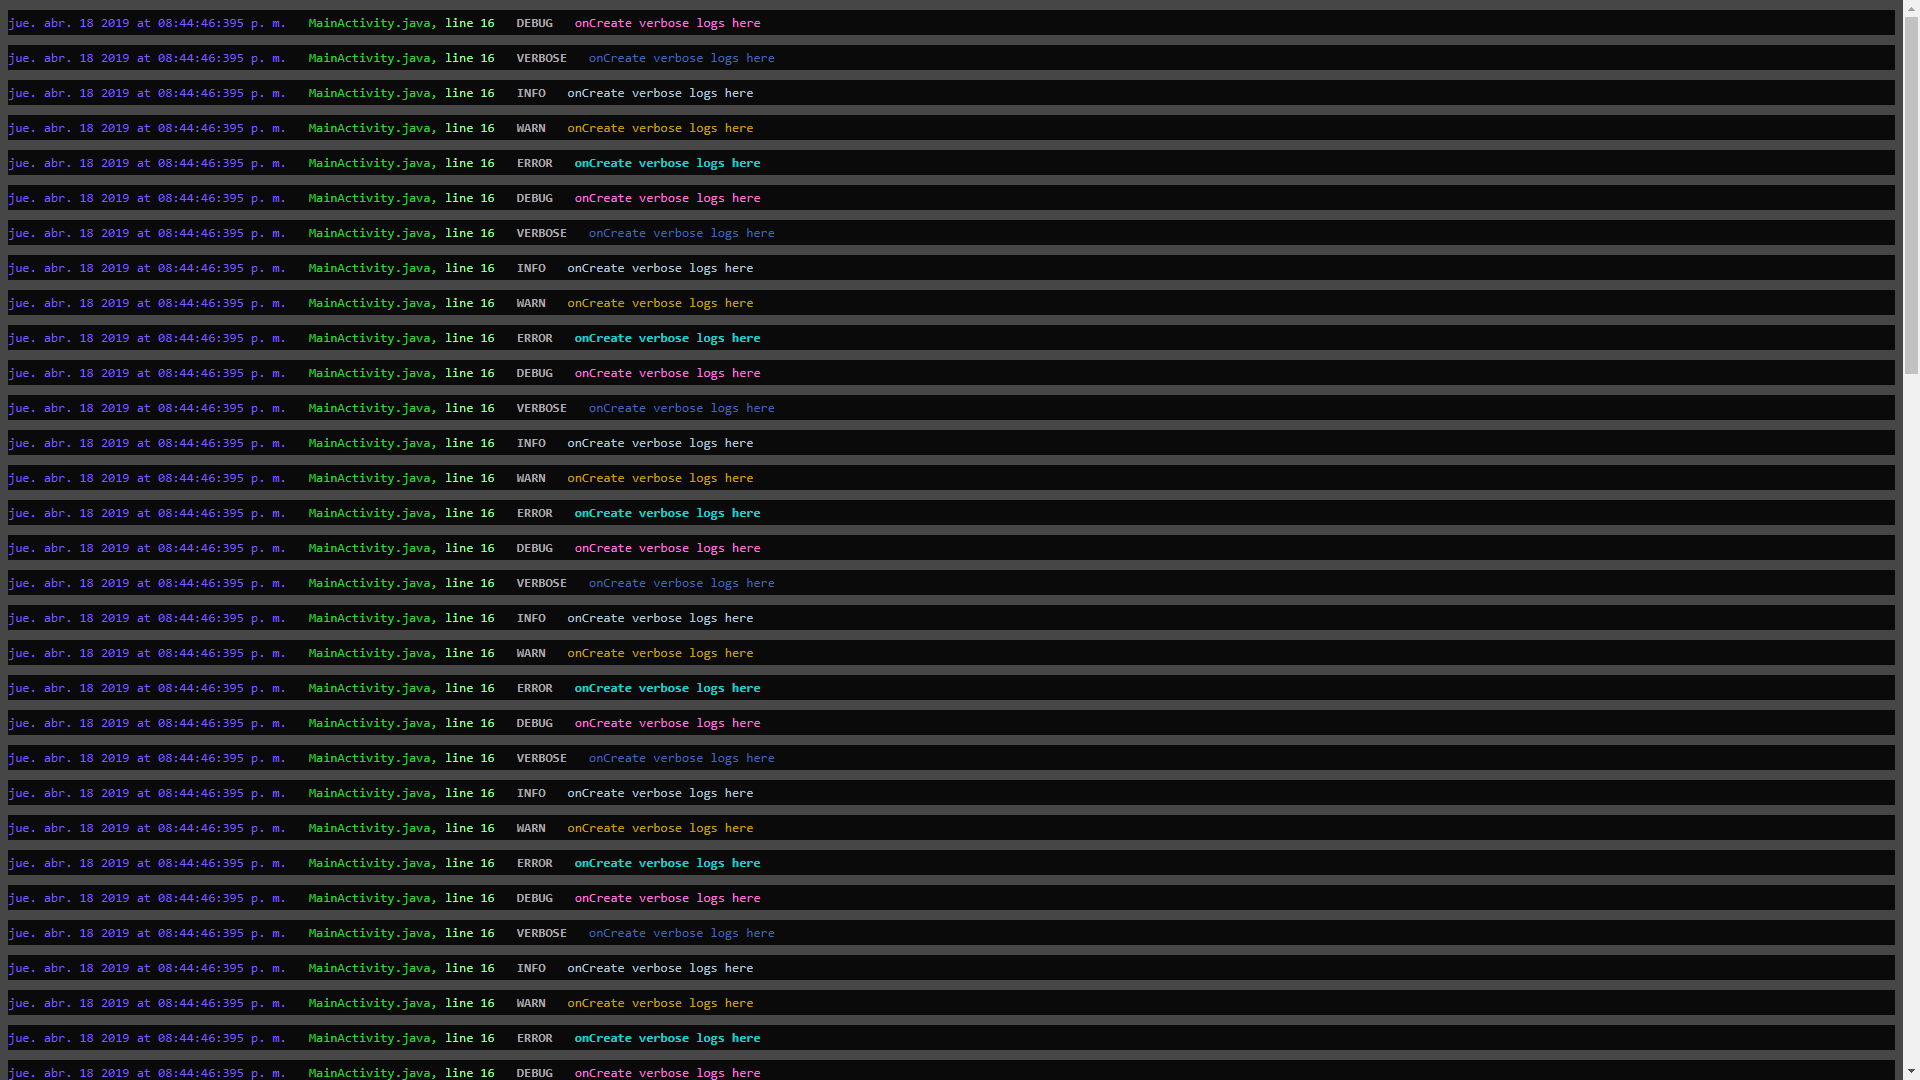 jue. abr. 18 2019 at 08:44:46:395 p. m. MainActivity.java, line 16 DEBUG onCreate verbose logs here
jue. abr. 18 2019 at 08:44:46:395 p. m. MainActivity.java, line 16 VERBOSE onCreate verbose logs here
jue. abr. 18 2019 at 08:44:46:395 p. m. MainActivity.java, line 16 INFO onCreate verbose logs here
jue. abr. 18 2019 at 08:44:46:395 p. m. MainActivity.java, line 16 WARN onCreate verbose logs here
jue. abr. 18 2019 at 08:44:46:395 p. m. MainActivity.java, line 16 ERROR onCreate verbose logs here
jue. abr. 18 2019 at 08:44:46:395 p. m. MainActivity.java, line 16 DEBUG onCreate verbose logs here
jue. abr. 18 2019 at 08:44:46:395 p. m. MainActivity.java, line 16 VERBOSE onCreate verbose logs here
jue. abr. 18 2019 at 08:44:46:395 p. m. MainActivity.java, line 16 INFO onCreate verbose logs here
jue. abr. 18 2019 at 08:44:46:395 p. m. MainActivity.java, line 16 WARN onCreate verbose logs here
jue. abr. 18 2019 at 08:44:46:395 p. m. MainActivity.java, line 16 ERROR onCreate verbose logs here
jue. abr. 18 2019 at 08:44:46:395 p. m. MainActivity.java, line 16 DEBUG onCreate verbose logs here
jue. abr. 18 2019 at 08:44:46:395 p. m. MainActivity.java, line 16 VERBOSE onCreate verbose logs here
jue. abr. 18 2019 at 08:44:46:395 p. m. MainActivity.java, line 16 INFO onCreate verbose logs here
jue. abr. 18 2019 at 08:44:46:395 p. m. MainActivity.java, line 16 WARN onCreate verbose logs here
jue. abr. 18 2019 at 08:44:46:395 p. m. MainActivity.java, line 16 ERROR onCreate verbose logs here
jue. abr. 18 2019 at 08:44:46:395 p. m. MainActivity.java, line 16 DEBUG onCreate verbose logs here
jue. abr. 18 2019 at 08:44:46:395 p. m. MainActivity.java, line 16 VERBOSE onCreate verbose logs here
jue. abr. 18 2019 at 08:44:46:395 p. m. MainActivity.java, line 16 INFO onCreate verbose logs here
jue. abr. 18 2019 at 08:44:46:395 p. m. MainActivity.java, line 16 WARN onCreate verbose logs here
jue. abr. 18 2019 at 08:44:46:395 p. m. MainActivity.java, line 16 ERROR onCreate verbose logs here
jue. abr. 18 2019 at 08:44:46:395 p. m. MainActivity.java, line 16 DEBUG onCreate verbose logs here
jue. abr. 18 2019 at 08:44:46:395 p. m. MainActivity.java, line 16 VERBOSE onCreate verbose logs here
jue. abr. 18 2019 at 08:44:46:395 p. m. MainActivity.java, line 16 INFO onCreate verbose logs here
jue. abr. 18 2019 at 08:44:46:395 p. m. MainActivity.java, line 16 WARN onCreate verbose logs here
jue. abr. 18 2019 at 08:44:46:395 p. m. MainActivity.java, line 16 ERROR onCreate verbose logs here
jue. abr. 18 2019 at 08:44:46:395 p. m. MainActivity.java, line 16 DEBUG onCreate verbose logs here
jue. abr. 18 2019 at 08:44:46:395 p. m. MainActivity.java, line 16 VERBOSE onCreate verbose logs here
jue. abr. 18 2019 at 08:44:46:395 p. m. MainActivity.java, line 16 INFO onCreate verbose logs here
jue. abr. 18 2019 at 08:44:46:395 p. m. MainActivity.java, line 16 WARN onCreate verbose logs here
jue. abr. 18 2019 at 08:44:46:395 p. m. MainActivity.java, line 16 ERROR onCreate verbose logs here
jue. abr. 18 2019 at 08:44:46:395 p. m. MainActivity.java, line 16 DEBUG onCreate verbose logs here